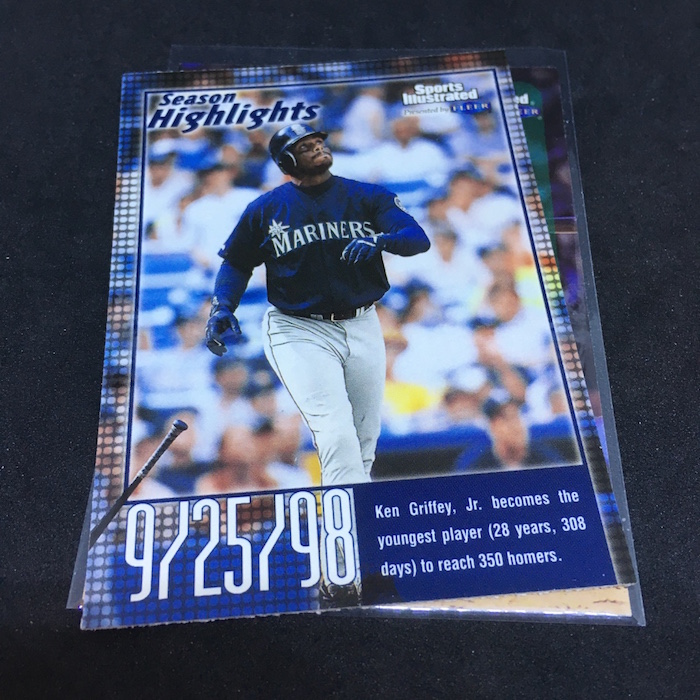 Season
Highlights
Sports
Illustrated
Presented by FLEER
MARINERS
9/25/98
Ken Griffey, Jr. becomes the
youngest player (28 years, 308
days) to reach 350 homers.